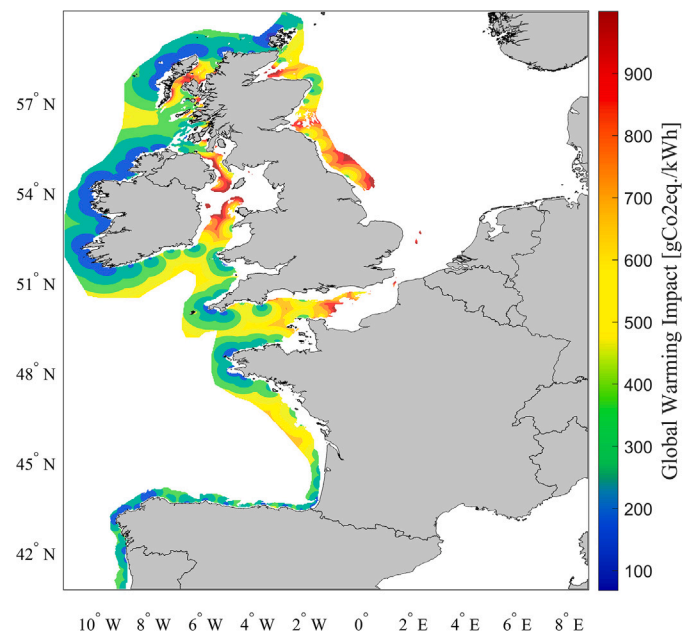 57° N
54° N
51° N
48° N
45° N
42° N
10° W 8° W 6° W 4° W 2° W 0° 2° E 4° E 6° E 8° E
900
800
700
600
500
400
300
200
100
Global Warming Impact [gCo2eq./kWh]